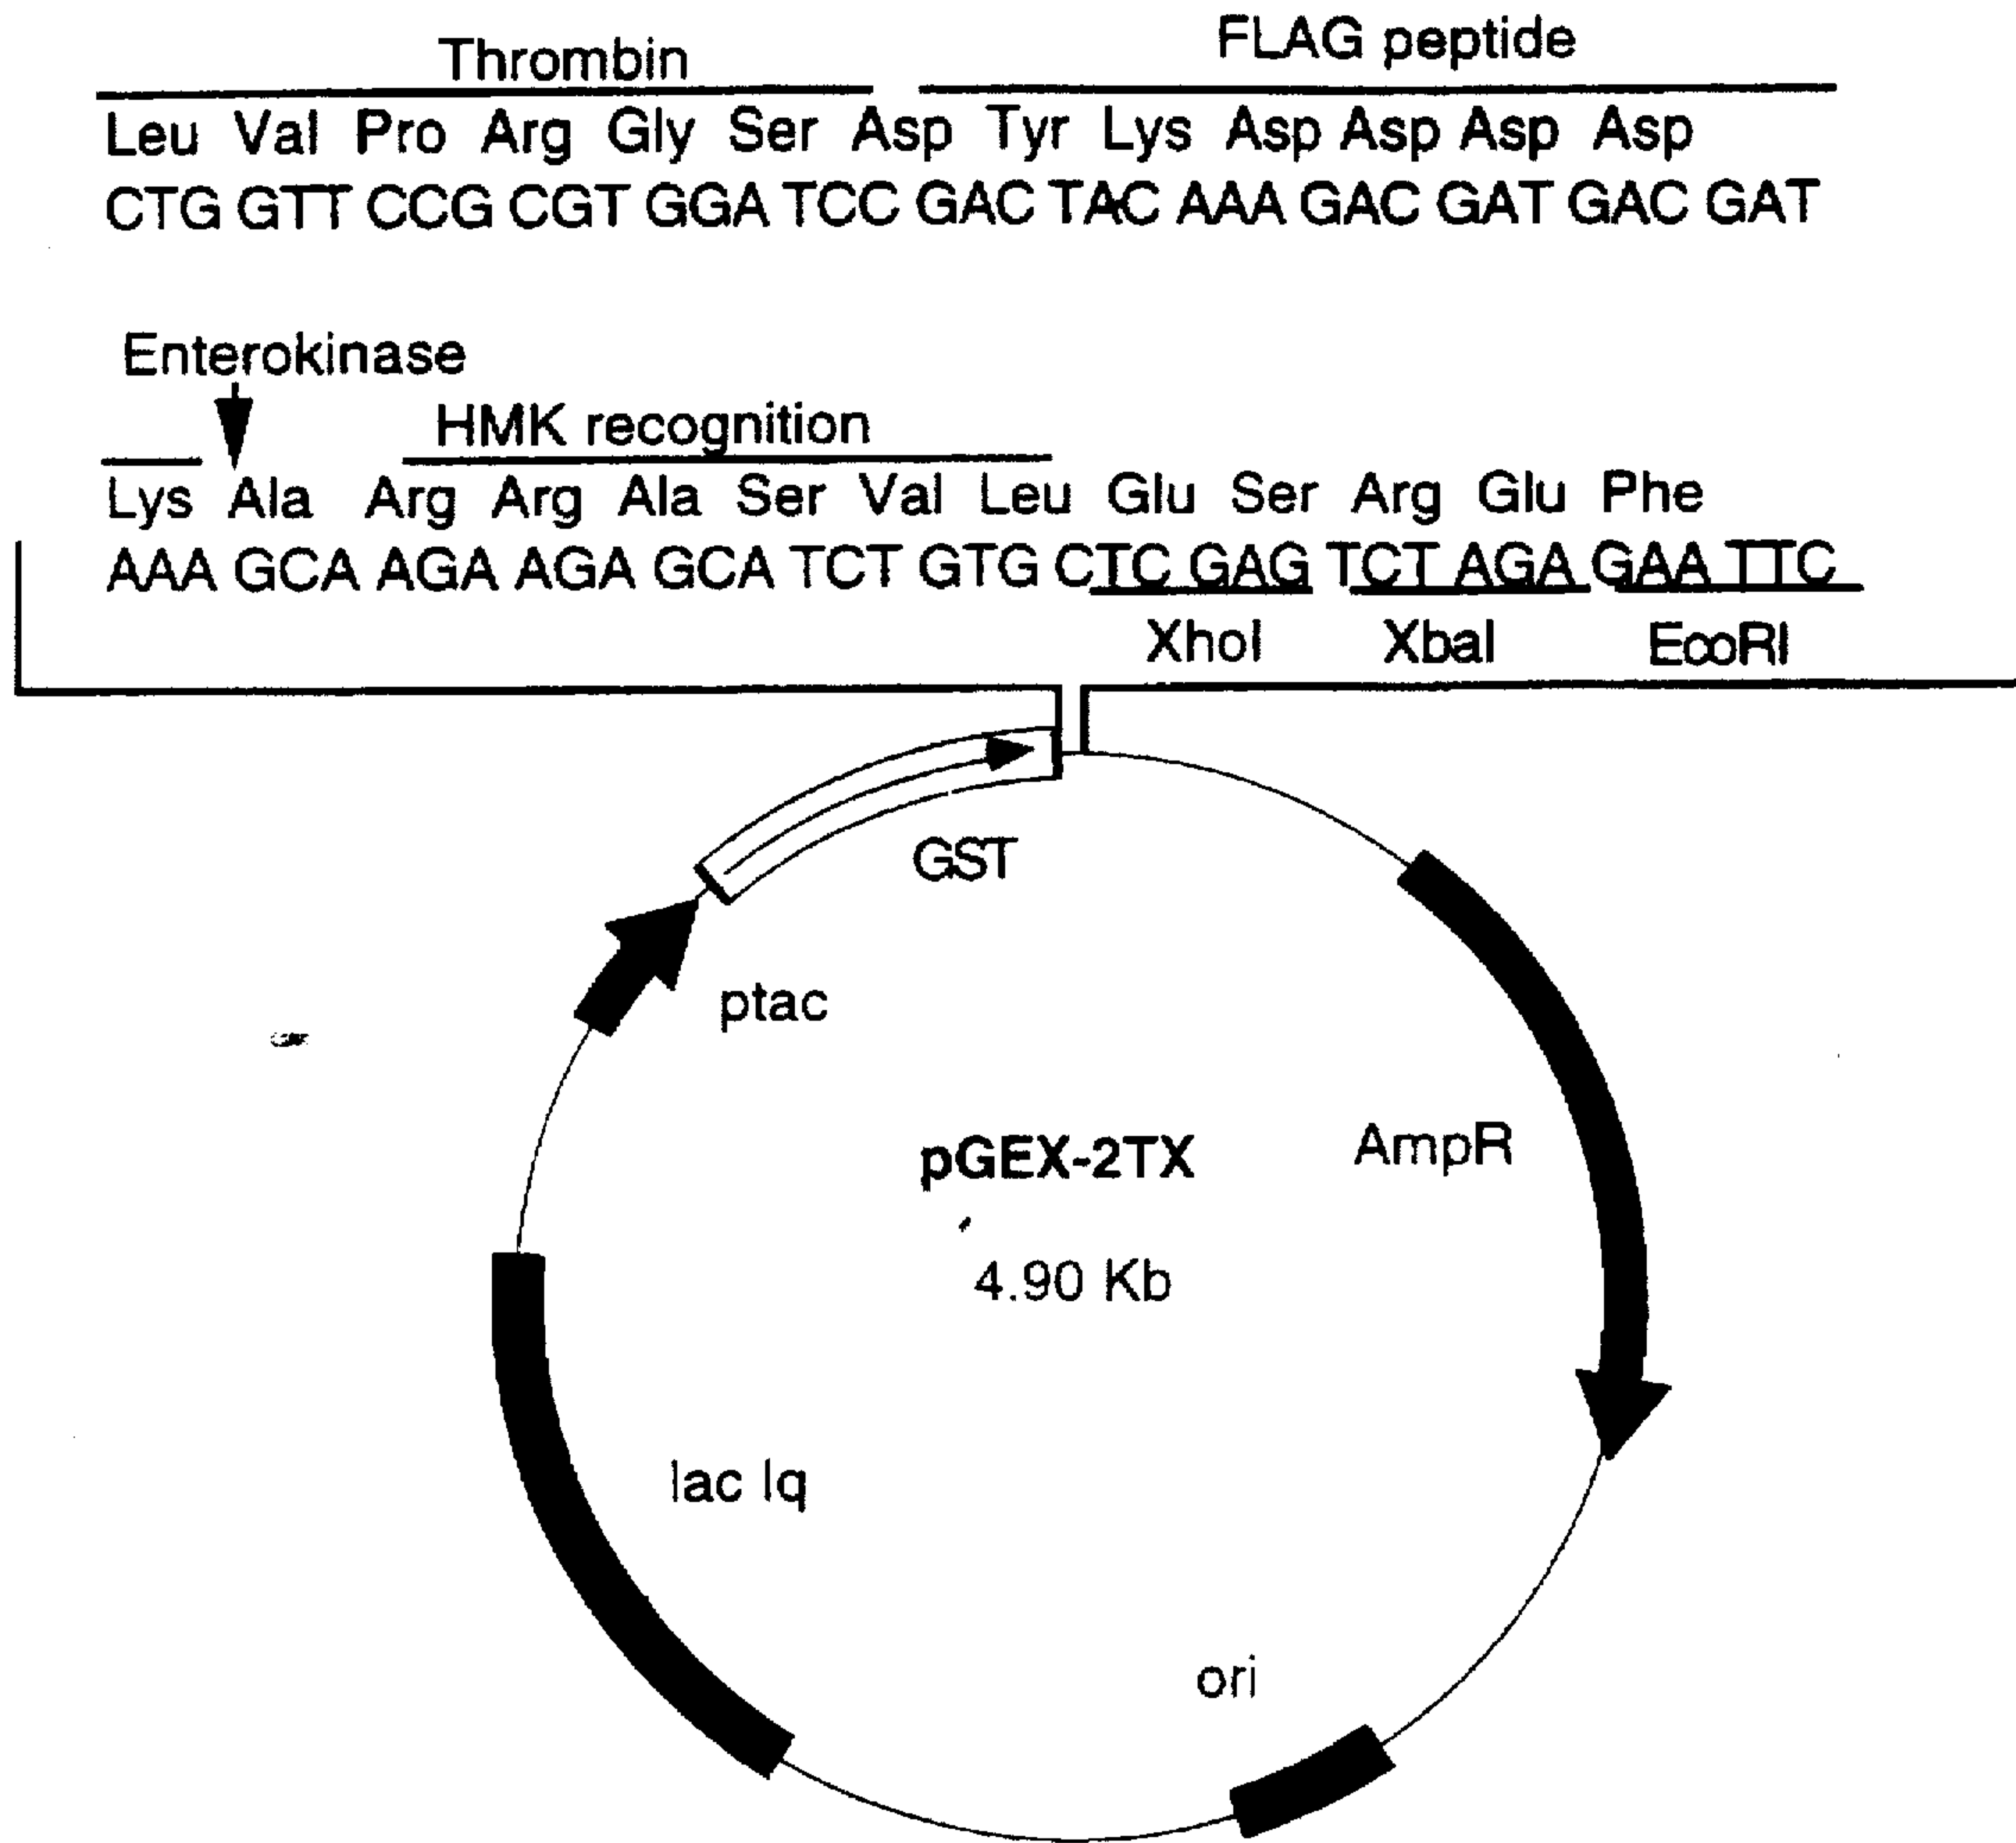 Thrombin FLAG peptide
Leu Val Pro Arg Gly Ser Asp Tyr Lys Asp Asp Asp Asp
CTG GTT CCG CGT GGA TCC GAC TAC AAA GAC GAT GAC GAT
Enterokinase
HMK recognition
Lys Ala Arg Arg Ala Ser Val Leu Glu Ser Arg Glu Phe
AAA GCA AGA AGA GCA TCT GTG CTC GAG TCT AGA GAA TTC
XhoI XbaI EcoRI
GST
ptac
pGEX-2TX
AmpR
4.90 Kb
lac Iq
ori